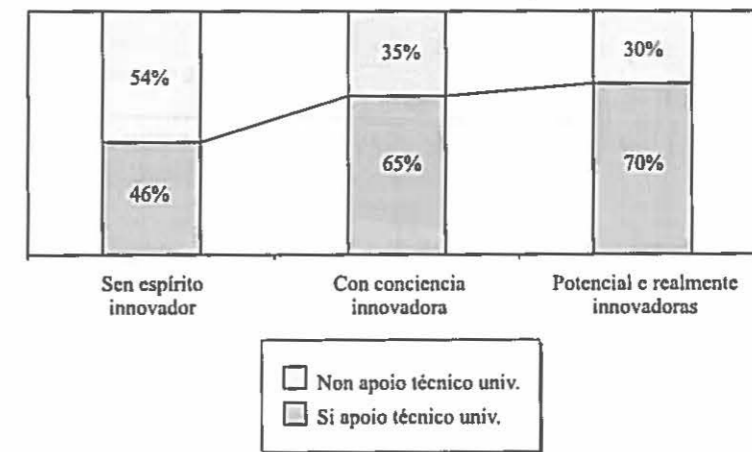 54%
35%
30%
46%
65%
70%
Sen espírito
innovador
Con conciencia
innovadora
Potencial e realmente
innovadoras
Non apoio técnico univ.
Si apoio técnico univ.